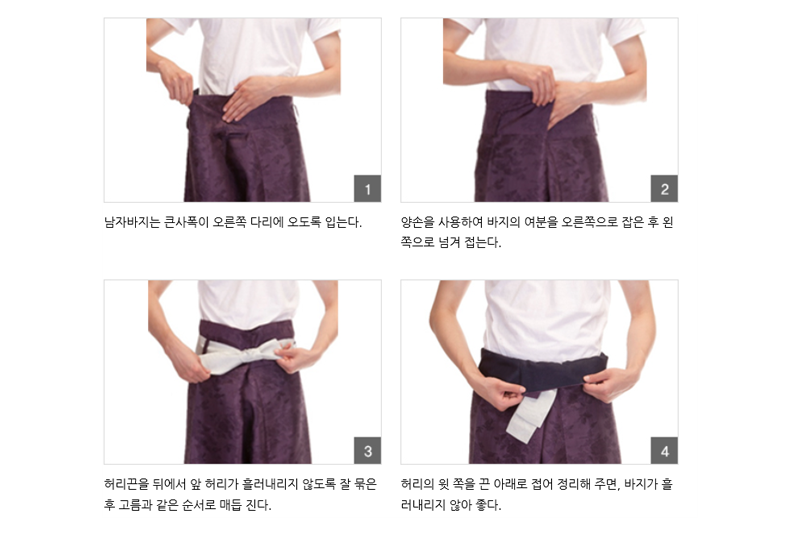 1
남자바지는 큰사폭이 오른쪽 다리에 오도록 입는다.
2
양손을 사용하여 바지의 여분을 오른쪽으로 잡은 후 왼
쪽으로 넘겨 접는다.
3
허리끈을 뒤에서 앞 허리가 흘러내리지 않도록 잘 묶은
후 고름과 같은 순서로 매듭 진다.
4
허리의 윗 쪽을 끈 아래로 접어 정리해 주면, 바지가 흘
러내리지 않아 좋다.